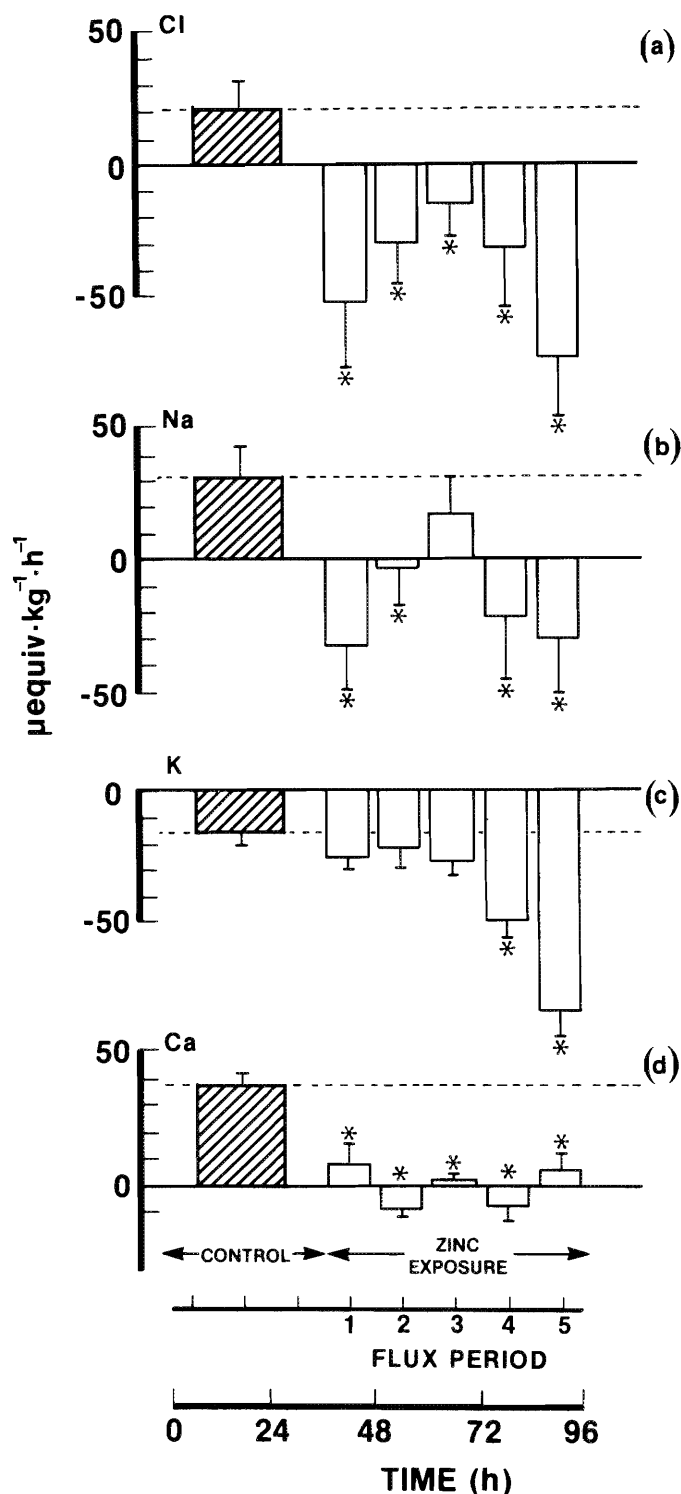 50
Cl
(a)
0
-50
*
*
*
*
*
50
Na
(b)
0
-50
*
*
*
*
K
0
(c)
-50
*
*
50
Ca
(d)
0
*
*
*
*
*
CONTROL
ZINC
EXPOSURE
1 2 3 4 5
FLUX PERIOD
0 24 48 72 96
TIME (h)
µequiv·kg⁻¹·h⁻¹